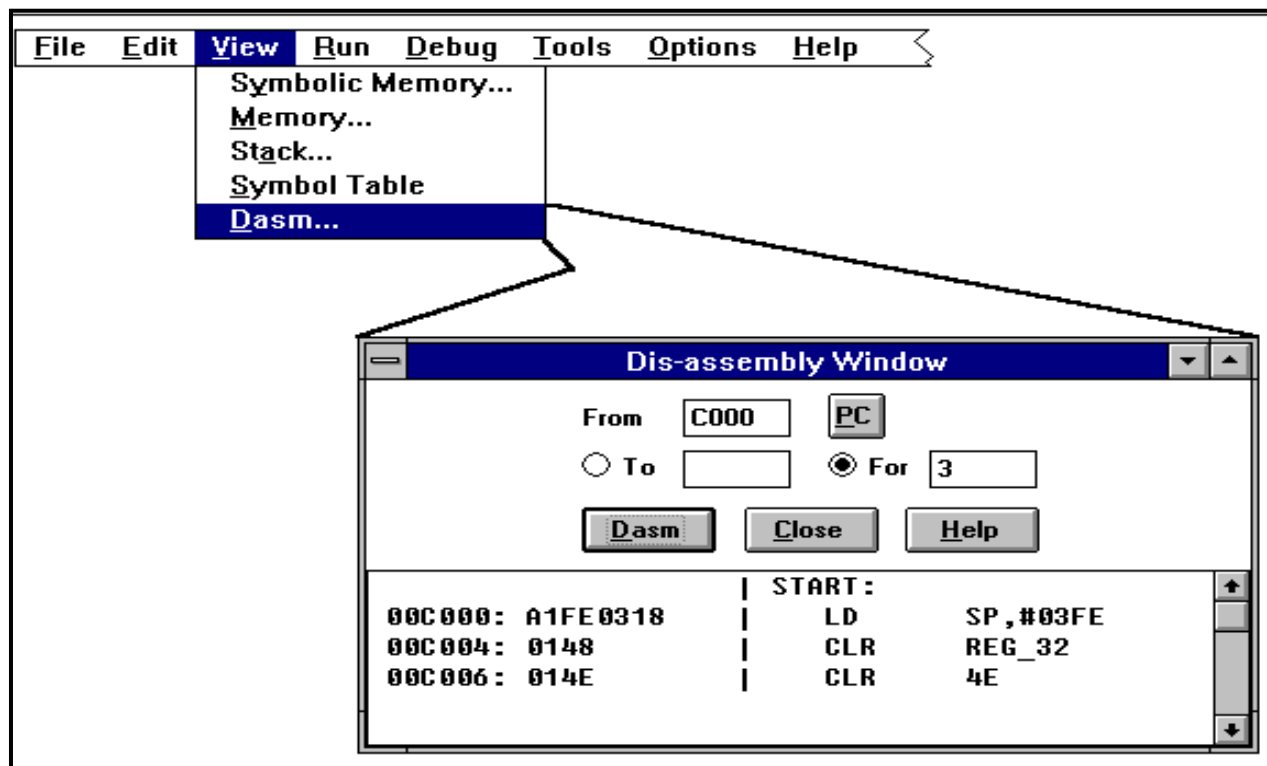 File Edit View Run Debug Tools Options Help
Symbolic Memory...
Memory...
Stack...
Symbol Table
Dasm...
Dis-assembly Window
From C000 PC
To For 3
Dasm Close Help
| START:
00C000: A1FE0318 | LD SP,#03FE
00C004: 0148 | CLR REG_32
00C006: 014E | CLR 4E